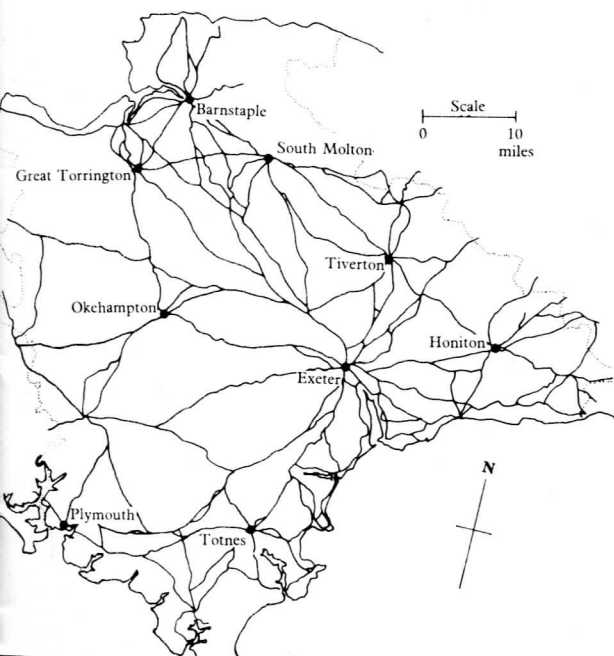 Barnstaple
Scale
0 10
miles
South Molton
Great Torrington
Tiverton
Okehampton
Honiton
Exeter
N
Plymouth
Totnes